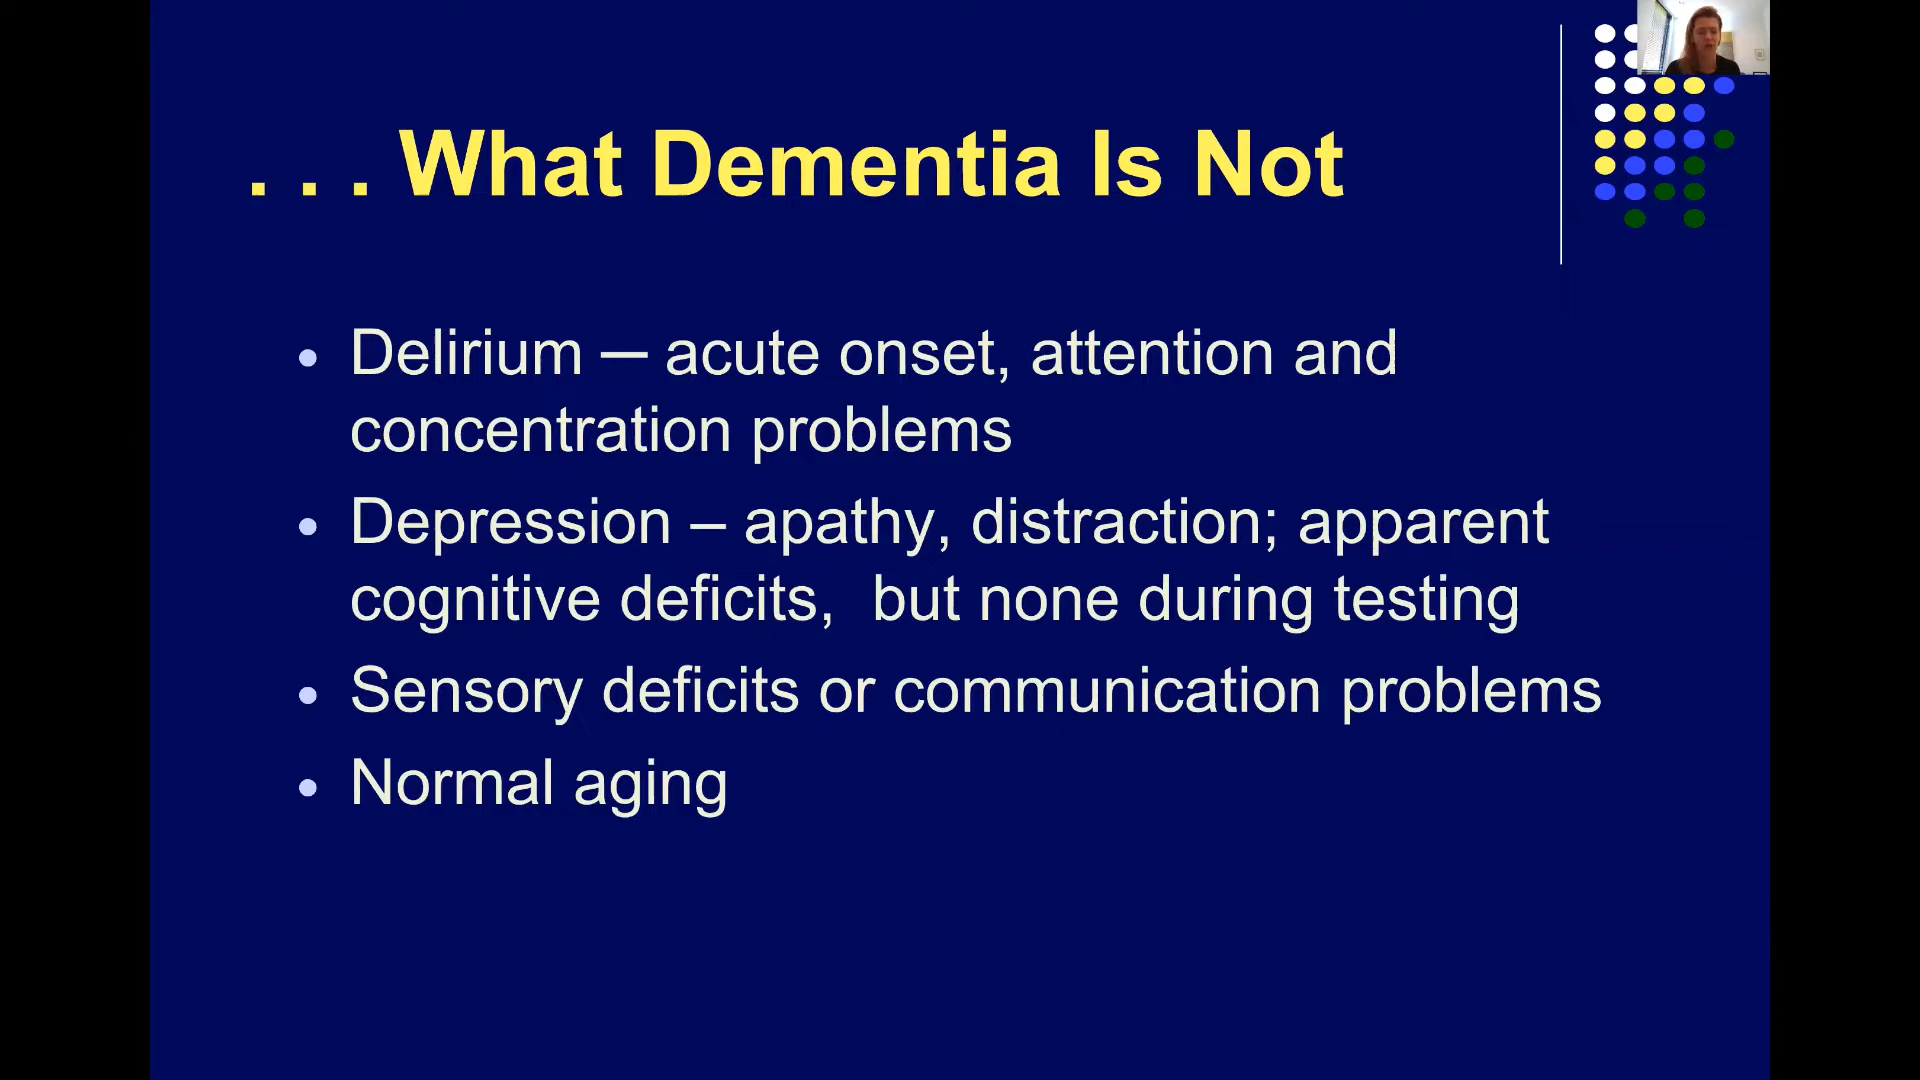 . . . What Dementia Is Not
• Delirium — acute onset, attention and
concentration problems
• Depression – apathy, distraction; apparent
cognitive deficits,  but none during testing
• Sensory deficits or communication problems
• Normal aging